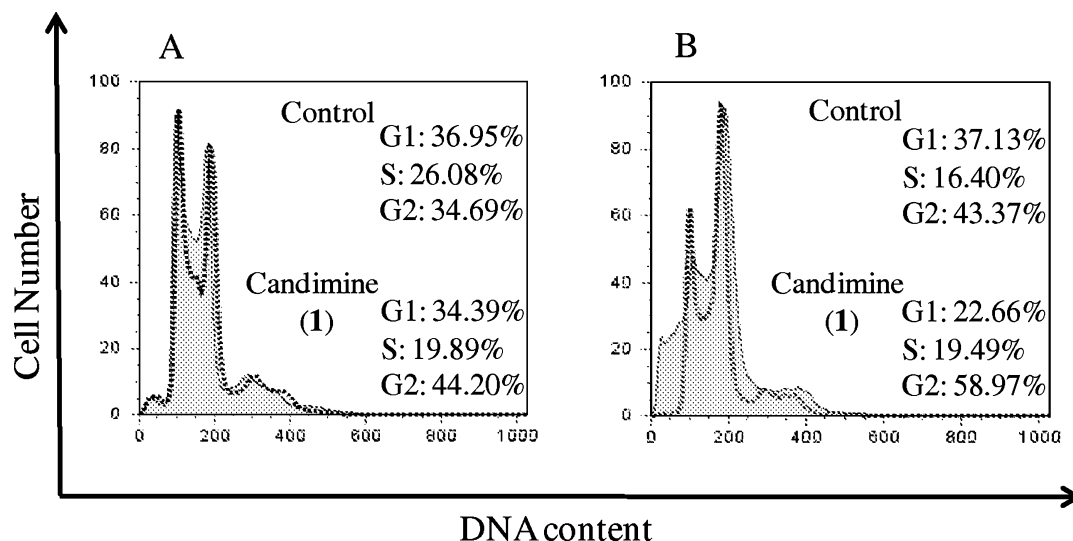 A
100
80
60
40
20
0
0 200 400 600 800 1000
Control
G1: 36.95%
S: 26.08%
G2: 34.69%
Candimine
(1)
G1: 34.39%
S: 19.89%
G2: 44.20%
B
100
80
60
40
20
0
0 200 400 600 800 1000
Control
G1: 37.13%
S: 16.40%
G2: 43.37%
Candimine
(1)
G1: 22.66%
S: 19.49%
G2: 58.97%
Cell Number
DNA content